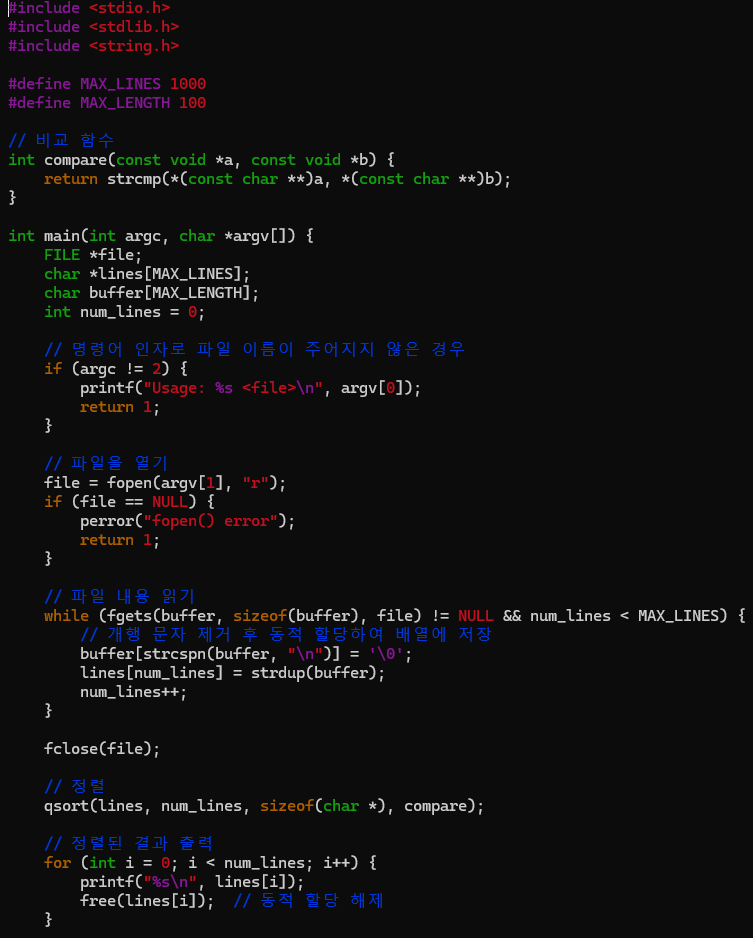 #include <stdio.h>
#include <stdlib.h>
#include <string.h>

#define MAX_LINES 1000
#define MAX_LENGTH 100

// 비교 함수
int compare(const void *a, const void *b) {
    return strcmp(*(const char **)a, *(const char **)b);
}

int main(int argc, char *argv[]) {
    FILE *file;
    char *lines[MAX_LINES];
    char buffer[MAX_LENGTH];
    int num_lines = 0;

    // 명령어 인자로 파일 이름이 주어지지 않은 경우
    if (argc != 2) {
        printf("Usage: %s <file>\n", argv[0]);
        return 1;
    }

    // 파일을 열기
    file = fopen(argv[1], "r");
    if (file == NULL) {
        perror("fopen() error");
        return 1;
    }

    // 파일 내용 읽기
    while (fgets(buffer, sizeof(buffer), file) != NULL && num_lines < MAX_LINES) {
        // 개행 문자 제거 후 동적 할당하여 배열에 저장
        buffer[strcspn(buffer, "\n")] = '\0';
        lines[num_lines] = strdup(buffer);
        num_lines++;
    }

    fclose(file);

    // 정렬
    qsort(lines, num_lines, sizeof(char *), compare);

    // 정렬된 결과 출력
    for (int i = 0; i < num_lines; i++) {
        printf("%s\n", lines[i]);
        free(lines[i]);  // 동적 할당 해제
    }